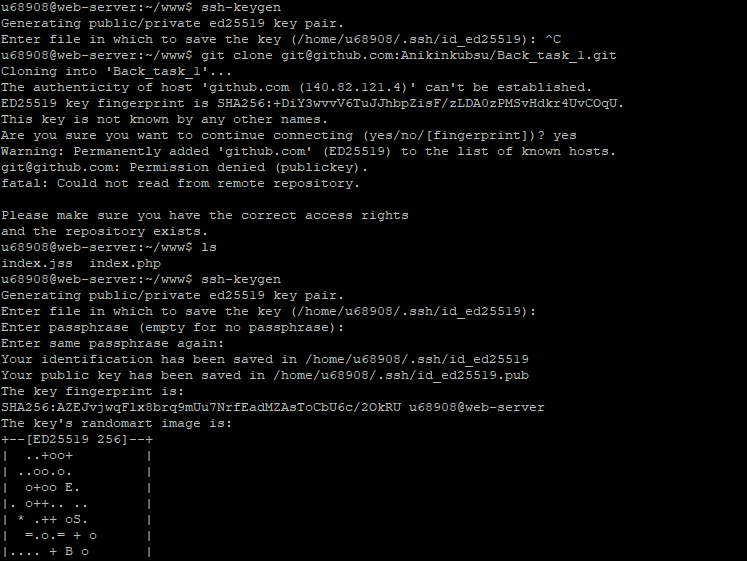 u68908@web-server:~/www$ ssh-keygen
Generating public/private ed25519 key pair.
Enter file in which to save the key (/home/u68908/.ssh/id_ed25519): ^C
u68908@web-server:~/www$ git clone git@github.com:Anikinkubsu/Back_task_1.git
Cloning into 'Back_task_1'...
The authenticity of host 'github.com (140.82.121.4)' can't be established.
ED25519 key fingerprint is SHA256:+DiY3wvvV6TuJJhbpZisF/zLDA0zPMSvHdkr4UvCOqU.
This key is not known by any other names.
Are you sure you want to continue connecting (yes/no/[fingerprint])? yes
Warning: Permanently added 'github.com' (ED25519) to the list of known hosts.
git@github.com: Permission denied (publickey).
fatal: Could not read from remote repository.

Please make sure you have the correct access rights
and the repository exists.
u68908@web-server:~/www$ ls
index.jss  index.php
u68908@web-server:~/www$ ssh-keygen
Generating public/private ed25519 key pair.
Enter file in which to save the key (/home/u68908/.ssh/id_ed25519):
Enter passphrase (empty for no passphrase):
Enter same passphrase again:
Your identification has been saved in /home/u68908/.ssh/id_ed25519
Your public key has been saved in /home/u68908/.ssh/id_ed25519.pub
The key fingerprint is:
SHA256:AZEJvjwqFlx8brq9mUu7NrfEadMZAsToCbU6c/2OkRU u68908@web-server
The key's randomart image is:
+--[ED25519 256]--+
|  ..+oo+         |
| ..oo.o.         |
|  o+oo E.        |
|. o++.. ..       |
| * .++ oS.       |
|  =.o.= + o      |
|.... + B o       |